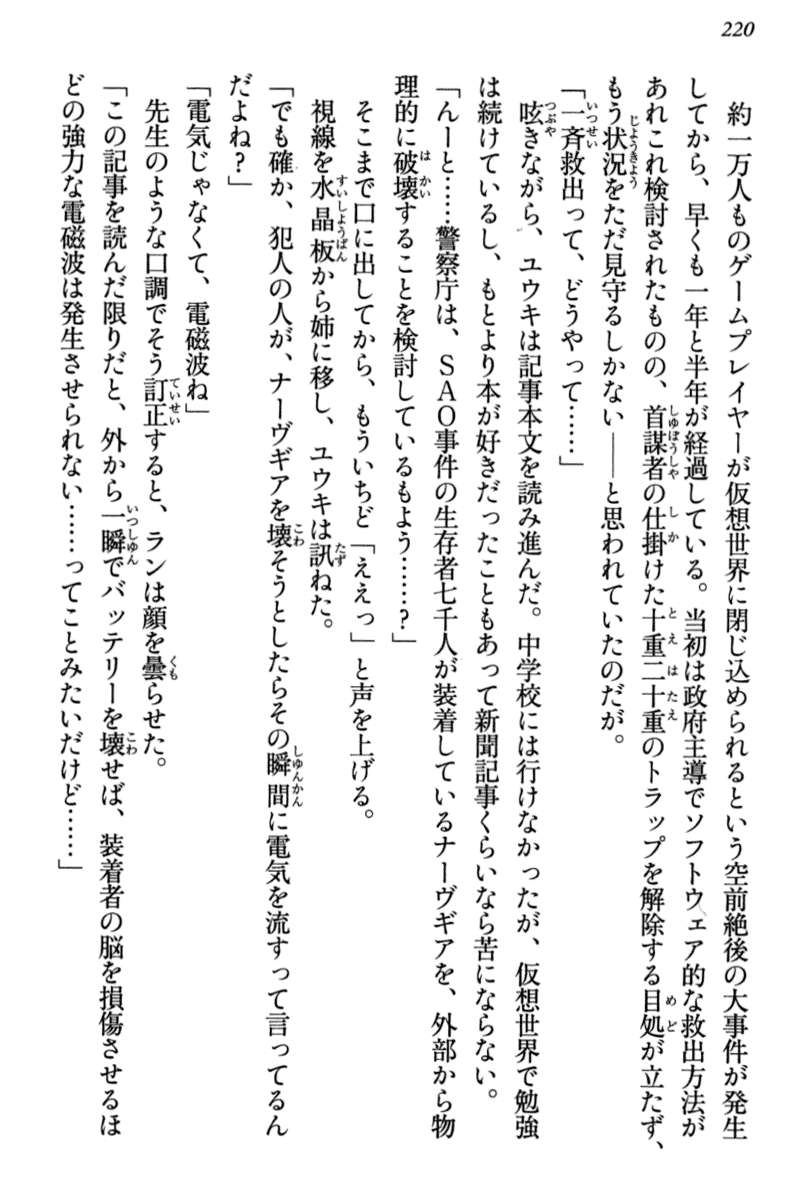 220
約一万人ものゲームプレイヤーが仮想世界に閉じ込められるという空前絶後の大事件が発生
してから、早くも一年と半年が経過している。当初は政府主導でソフトウェア的な救出方法が
あれこれ検討されたものの、首謀者の仕掛けた十重二十重のトラップを解除する目処が立たず、
もう状況をただ見守るしかない――と思われていたのだが。
「一斉救出って、どうやって……」
呟きながら、ユウキは記事本文を読み進んだ。中学校には行けなかったが、仮想世界で勉強
は続けているし、もとより本が好きだったこともあって新聞記事くらいなら苦にならない。
「んーと……警察庁は、ＳＡＯ事件の生存者七千人が装着しているナーヴギアを、外部から物
理的に破壊することを検討しているもよう……？」
そこまで口に出してから、もういちど「ええっ」と声を上げる。
視線を水晶板から姉に移し、ユウキは訊ねた。
「でも確か、犯人の人が、ナーヴギアを壊そうとしたらその瞬間に電気を流すって言ってるん
だよね？」
「電気じゃなくて、電磁波ね」
先生のような口調でそう訂正すると、ランは顔を曇らせた。
「この記事を読んだ限りだと、外から一瞬でバッテリーを壊せば、装着者の脳を損傷させるほ
どの強力な電磁波は発生させられない……ってことみたいだけど……」